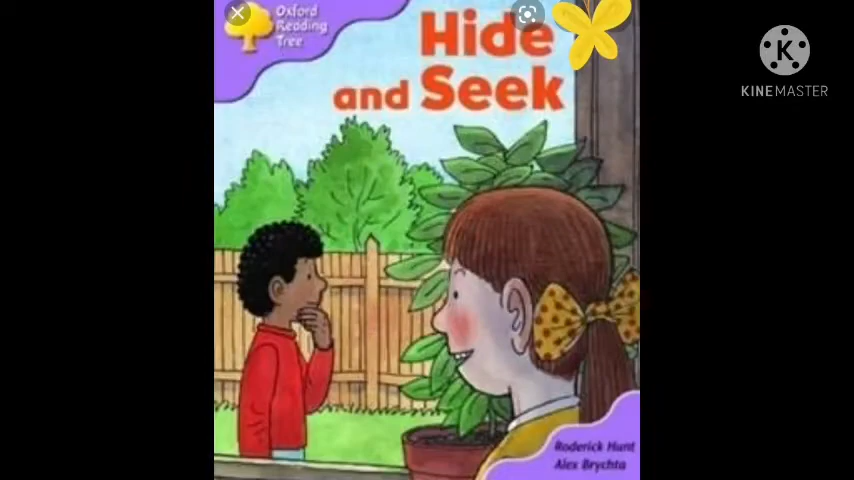 Oxford
Reading
Tree
Hide
and Seek
KINEMASTER
K
Roderick Hunt
Alex Brychta